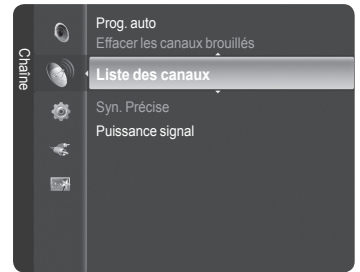 Chaîne
Prog. auto
Effacer les canaux brouillés
Liste des canaux
Syn. Précise
Puissance signal